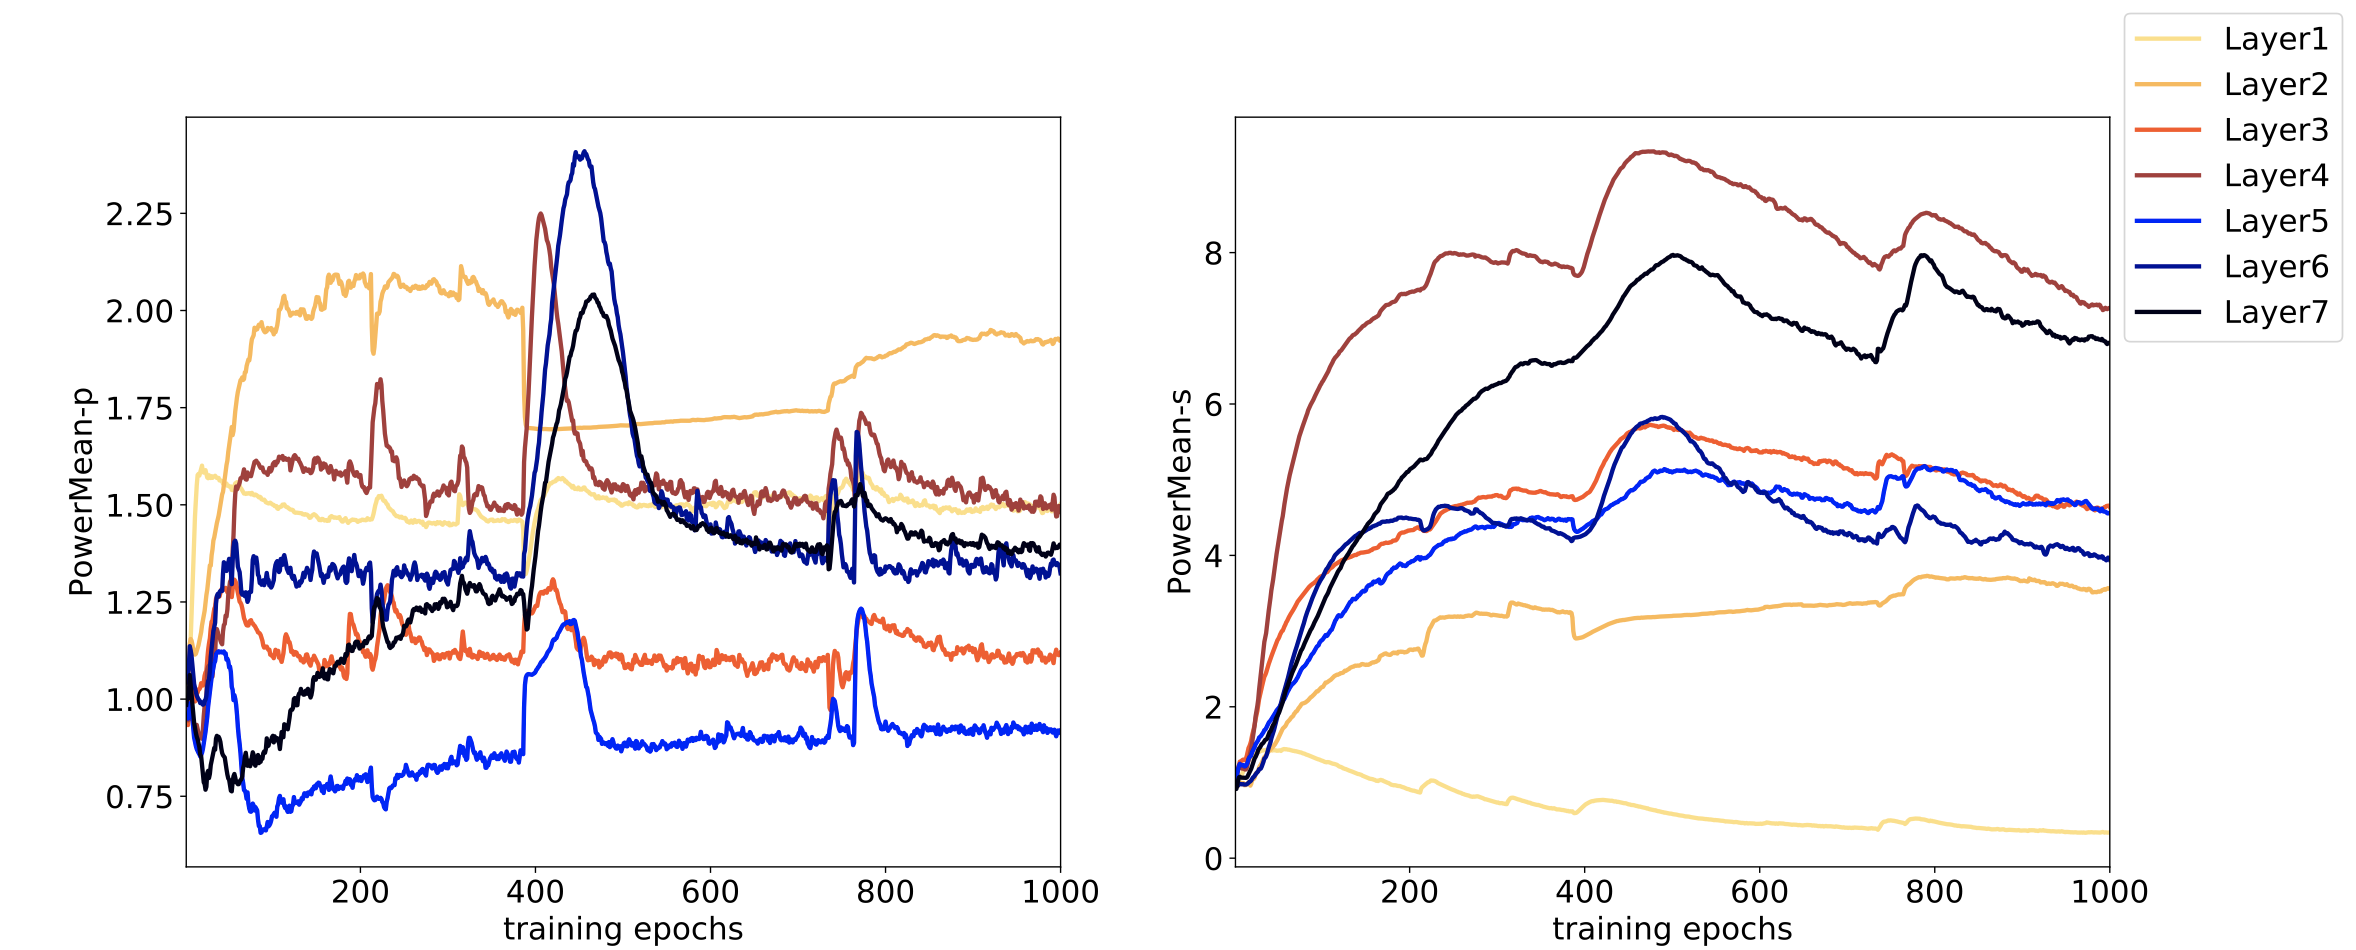 Layer1
Layer2
Layer3
Layer4
Layer5
Layer6
Layer7
PowerMean-p
2.25
2.00
1.75
1.50
1.25
1.00
0.75
200 400 600 800 1000
training epochs
PowerMean-s
8
6
4
2
0
200 400 600 800 1000
training epochs